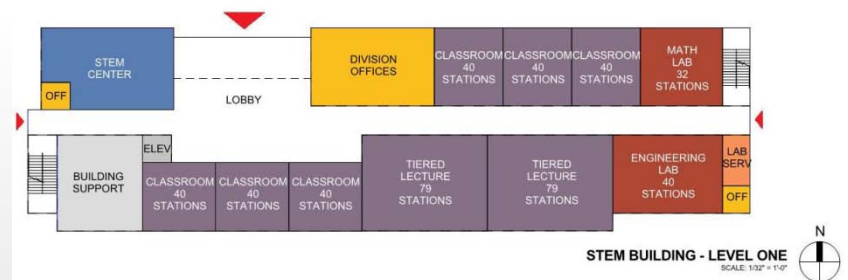 STEM
CENTER
OFF
LOBBY
DIVISION
OFFICES
CLASSROOM
40
STATIONS
CLASSROOM
40
STATIONS
CLASSROOM
40
STATIONS
MATH
LAB
32
STATIONS
BUILDING
SUPPORT
ELEV
CLASSROOM
40
STATIONS
CLASSROOM
40
STATIONS
CLASSROOM
40
STATIONS
TIERED
LECTURE
79
STATIONS
TIERED
LECTURE
79
STATIONS
ENGINEERING
LAB
40
STATIONS
LAB
SERV
OFF
N
STEM BUILDING - LEVEL ONE
SCALE: 1/32" = 1'-0"